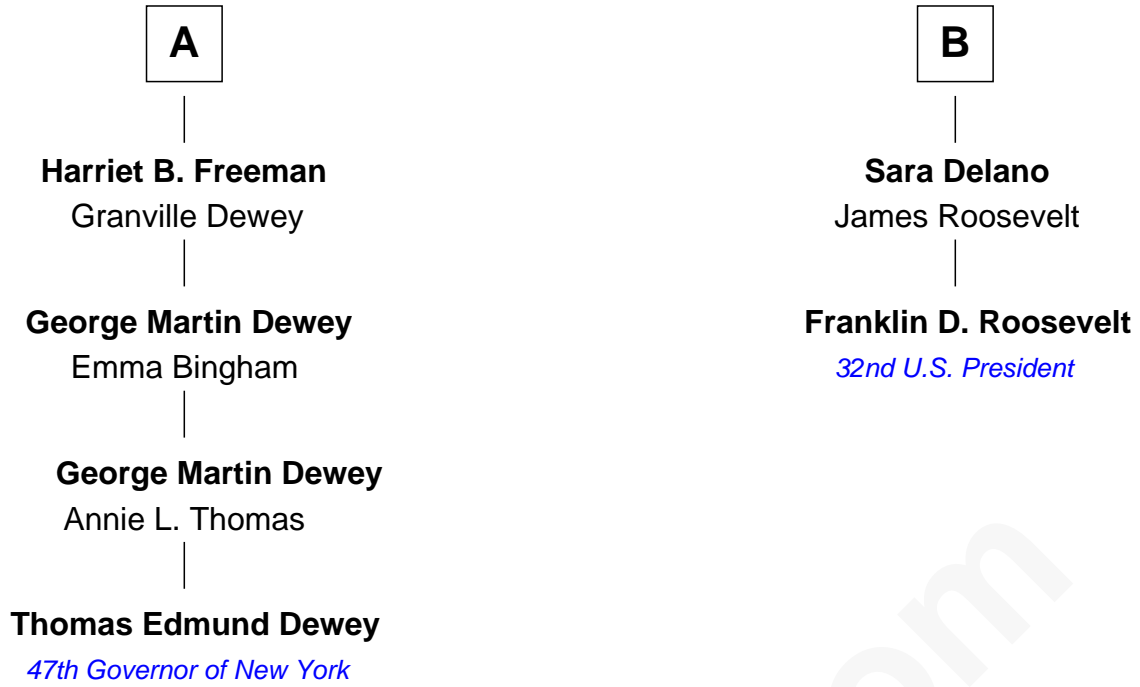 A
Harriet B. Freeman
Granville Dewey
George Martin Dewey
Emma Bingham
George Martin Dewey
Annie L. Thomas
Thomas Edmund Dewey
47th Governor of New York
B
Sara Delano
James Roosevelt
Franklin D. Roosevelt
32nd U.S. President
om